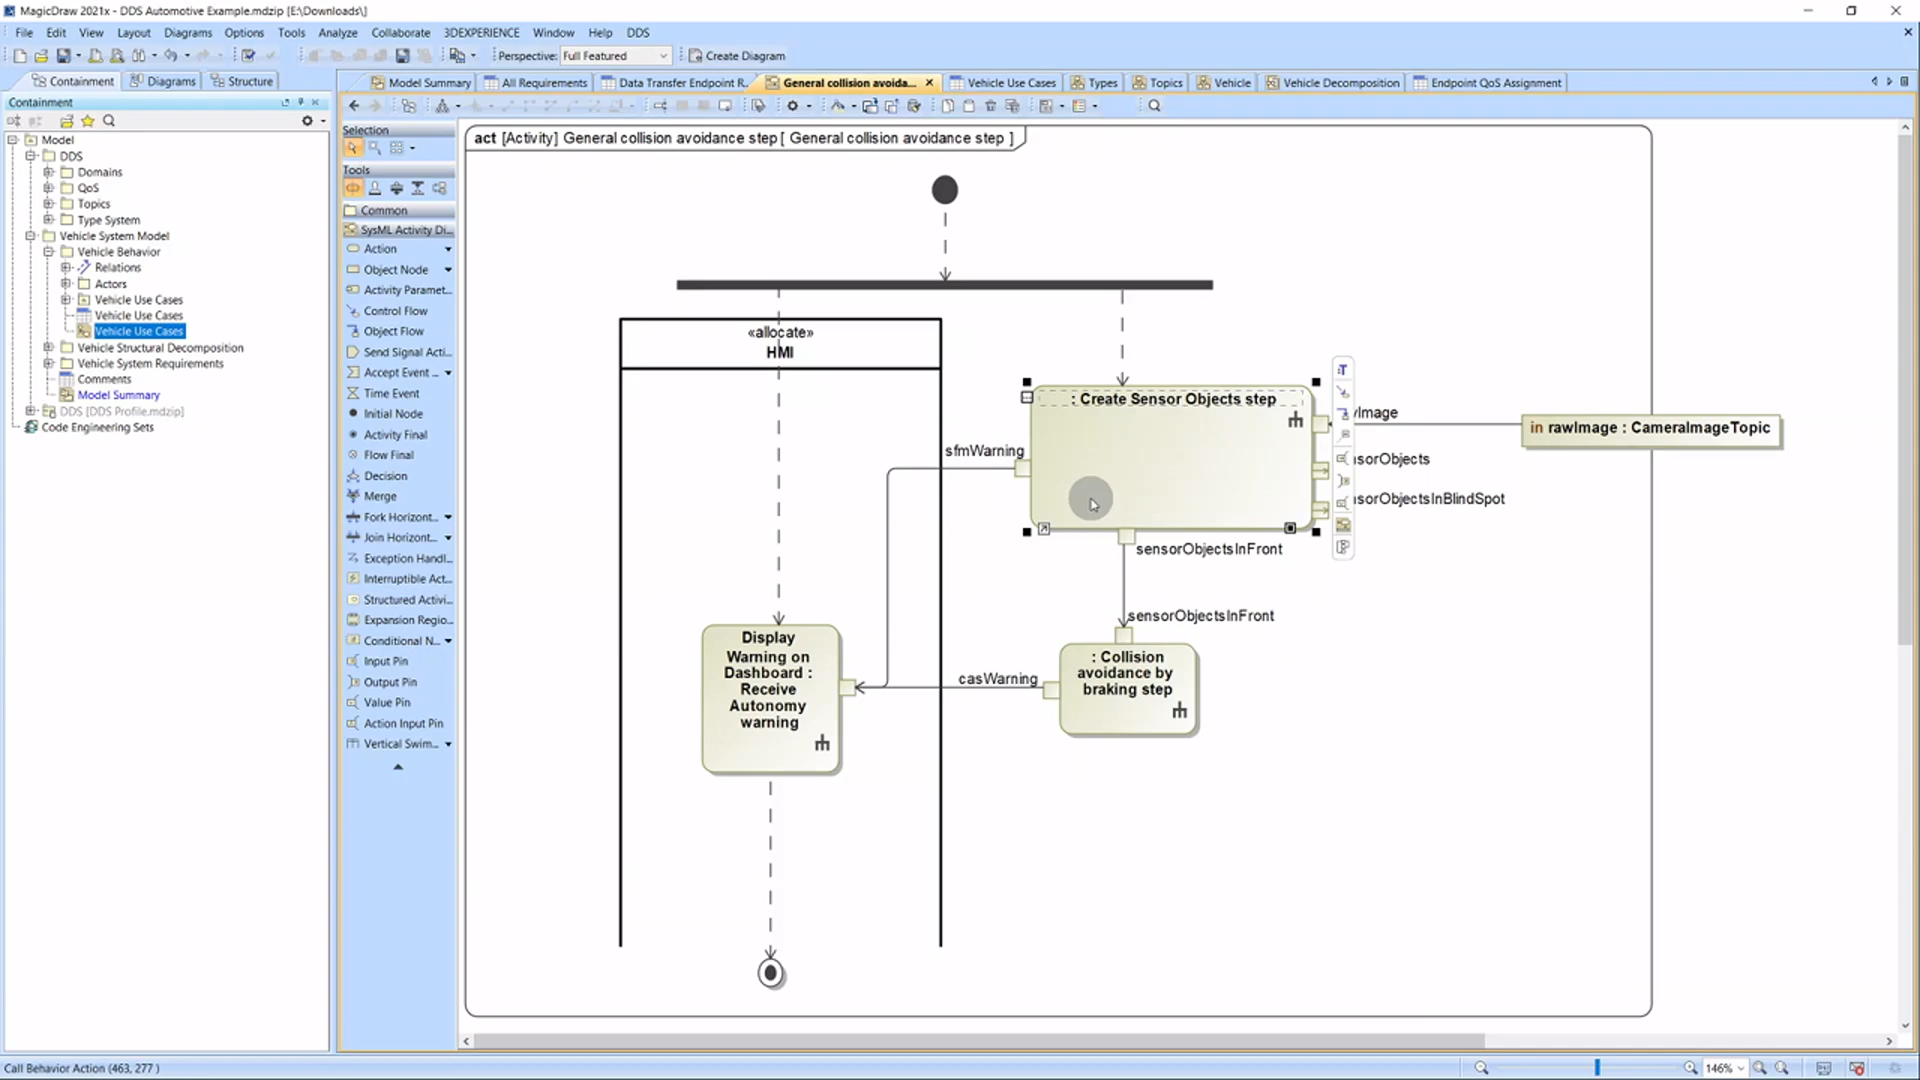 MagicDraw 2021x - DDS Automotive Example.mdzip [E:\Downloads\]
File Edit View Layout Diagrams Options Tools Analyze Collaborate 3DEXPERIENCE Window Help DDS
Perspective: Full Featured Create Diagram
Containment Diagrams Structure
Model Summary All Requirements Data Transfer Endpoint R... General collision avoida... Vehicle Use Cases Types Topics Vehicle Vehicle Decomposition Endpoint QoS Assignment
Containment
Model
DDS
Domains
QoS
Topics
Type System
Vehicle System Model
Vehicle Behavior
Relations
Actors
Vehicle Use Cases
Vehicle Use Cases
Vehicle Use Cases
Vehicle Structural Decomposition
Vehicle System Requirements
Comments
Model Summary
DDS [DDS Profile.mdzip]
Code Engineering Sets
Selection
Tools
Common
SysML Activity Di...
Action
Object Node
Activity Paramet...
Control Flow
Object Flow
Send Signal Acti...
Accept Event ...
Time Event
Initial Node
Activity Final
Flow Final
Decision
Merge
Fork Horizont...
Join Horizont...
Exception Handl...
Interruptible Act...
Structured Activi...
Expansion Regio...
Conditional N...
Input Pin
Output Pin
Value Pin
Action Input Pin
Vertical Swim...
act [Activity] General collision avoidance step [ General collision avoidance step ]
«allocate»
HMI
: Create Sensor Objects step
sfmWarning
in rawImage : CameraImageTopic
sensorObjectsInFront
sensorObjectsInFront
Display
Warning on
Dashboard :
Receive
Autonomy
warning
casWarning
: Collision
avoidance by
braking step
Call Behavior Action (463, 277 )
146%